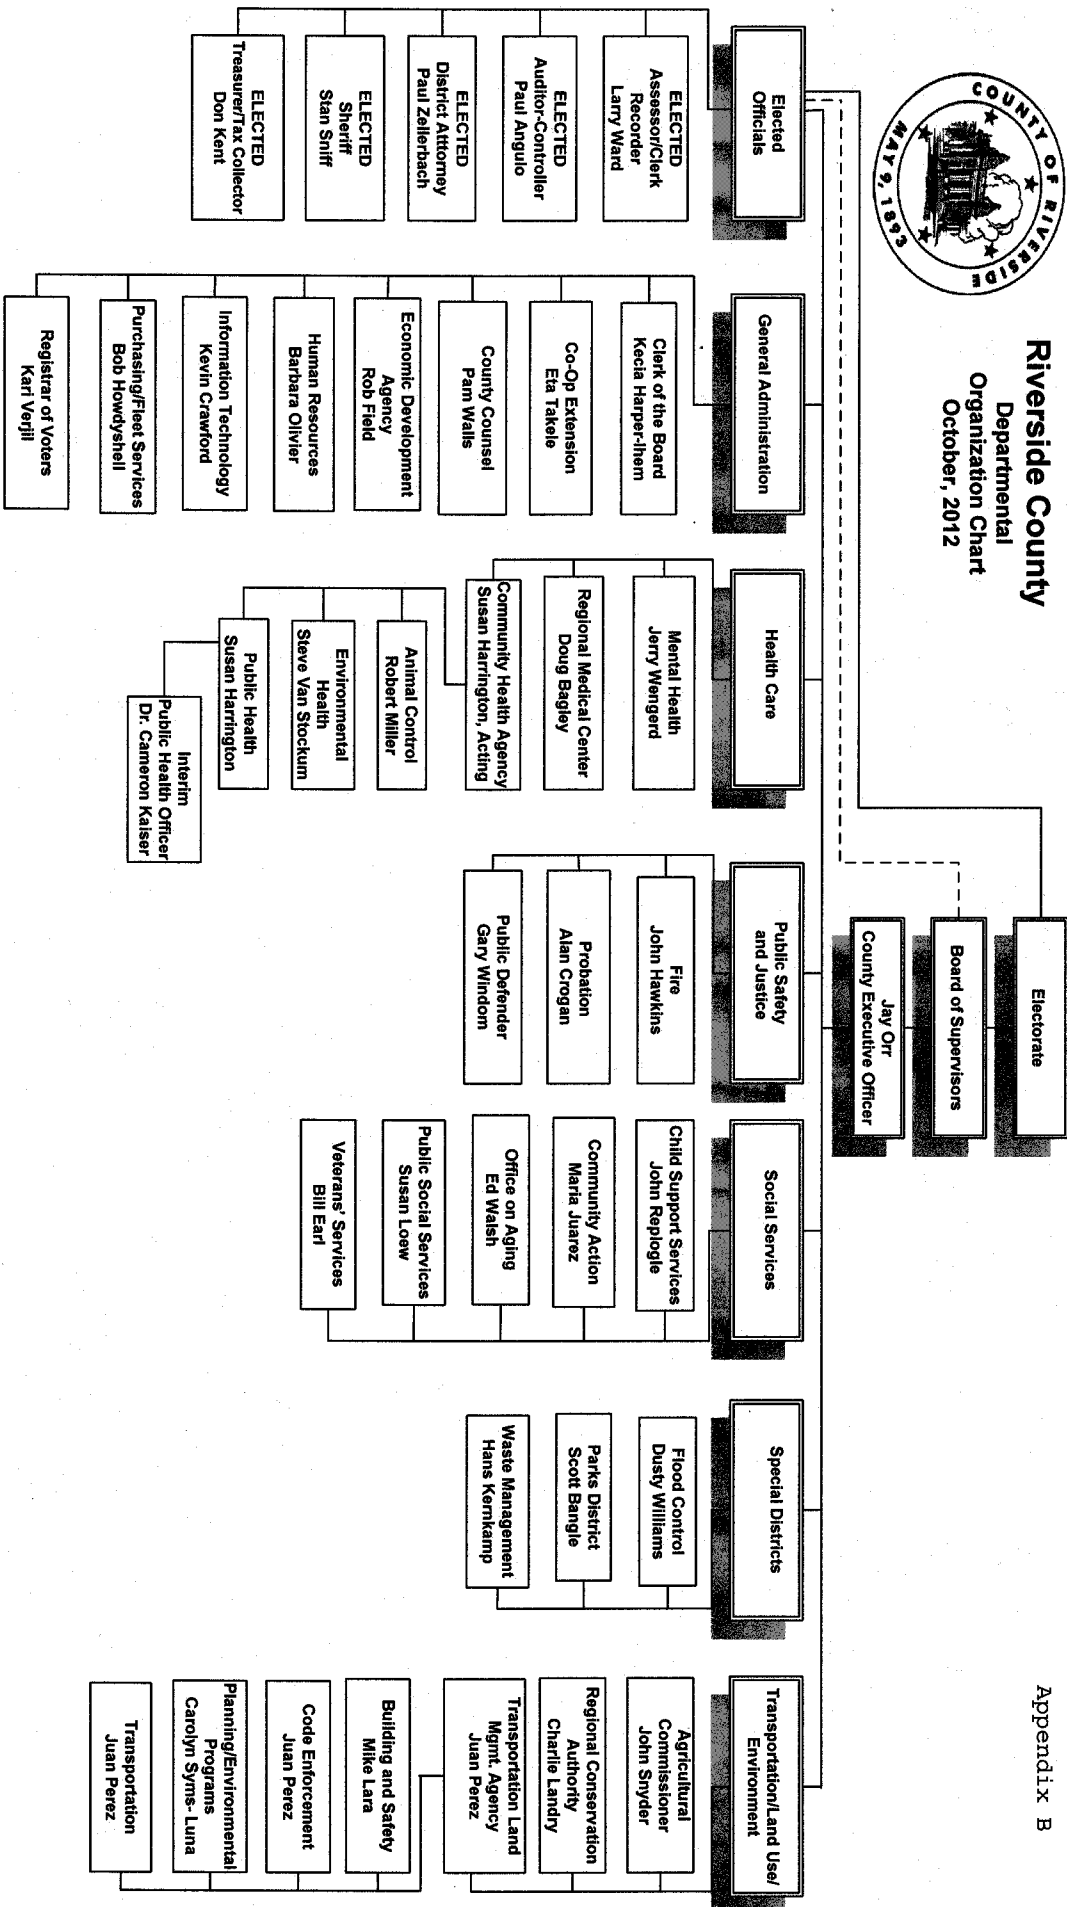 COUNTY OF RIVERSIDE
MAY 9, 1893
Riverside County
Departmental
Organization Chart
October, 2012
Appendix B
Electorate
Board of Supervisors
Jay Orr
County Executive Officer
Elected
Officials
ELECTED
Assessor/Clerk
Recorder
Larry Ward
ELECTED
Auditor-Controller
Paul Angulo
ELECTED
District Atttorney
Paul Zellerbach
ELECTED
Sheriff
Stan Sniff
ELECTED
Treasurer/Tax Collector
Don Kent
General Administration
Clerk of the Board
Kecia Harper-Ihem
Co-Op Extension
Eta Takele
County Counsel
Pam Walls
Economic Development
Agency
Rob Field
Human Resources
Barbara Olivier
Information Technology
Kevin Crawford
Purchasing/Fleet Services
Bob Howdyshell
Registrar of Voters
Kari Verjil
Health Care
Mental Health
Jerry Wengerd
Regional Medical Center
Doug Bagley
Community Health Agency
Susan Harrington, Acting
Animal Control
Robert Miller
Environmental
Health
Steve Van Stockum
Public Health
Susan Harrington
Interim
Public Health Officer
Dr. Cameron Kaiser
Public Safety
and Justice
Fire
John Hawkins
Probation
Alan Crogan
Public Defender
Gary Windom
Social Services
Child Support Services
John Replogle
Community Action
Maria Juarez
Office on Aging
Ed Walsh
Public Social Services
Susan Loew
Veterans' Services
Bill Earl
Special Districts
Flood Control
Dusty Williams
Parks District
Scott Bangle
Waste Management
Hans Kernkamp
Transportation/Land Use/
Environment
Agricultural
Commissioner
John Snyder
Regional Conservation
Authority
Charlie Landry
Transportation Land
Mgmt. Agency
Juan Perez
Building and Safety
Mike Lara
Code Enforcement
Juan Perez
Planning/Environmental
Programs
Carolyn Syms- Luna
Transportation
Juan Perez